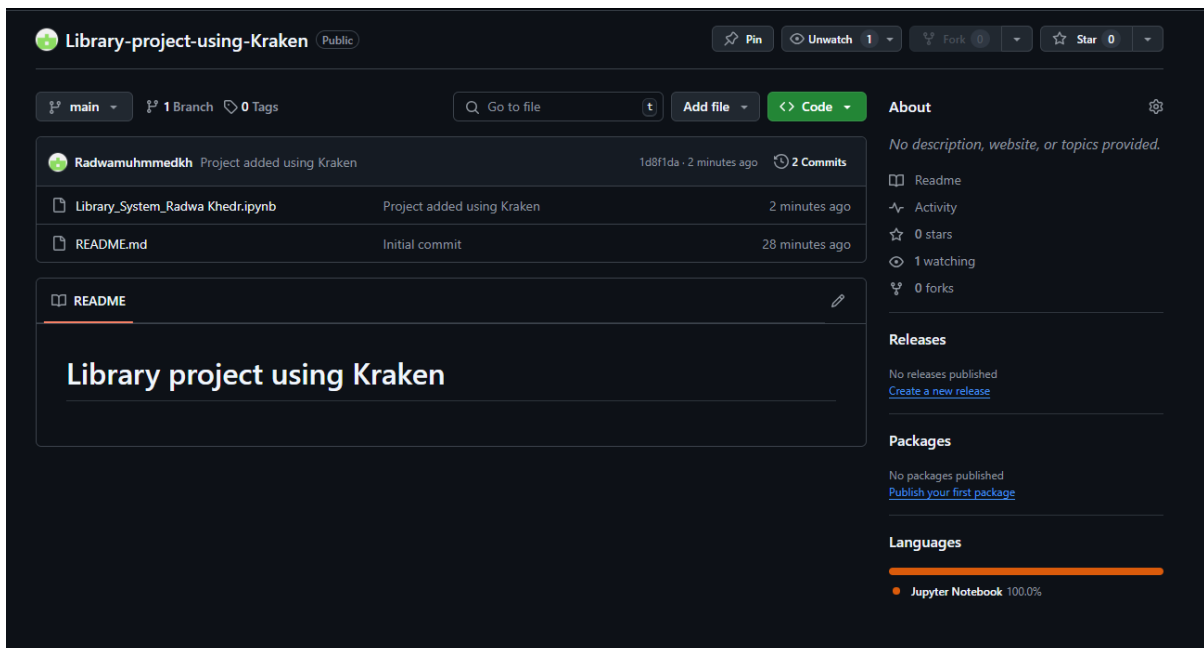 Library-project-using-Kraken Public
Pin
Unwatch 1
Fork 0
Star 0
main
1 Branch
0 Tags
Go to file
t
Add file
Code
Radwamuhmmedkh Project added using Kraken 1d8f1da · 2 minutes ago 2 Commits
Library_System_Radwa Khedr.ipynb Project added using Kraken 2 minutes ago
README.md Initial commit 28 minutes ago
README
Library project using Kraken
About
No description, website, or topics provided.
Readme
Activity
0 stars
1 watching
0 forks
Releases
No releases published
Create a new release
Packages
No packages published
Publish your first package
Languages
Jupyter Notebook 100.0%